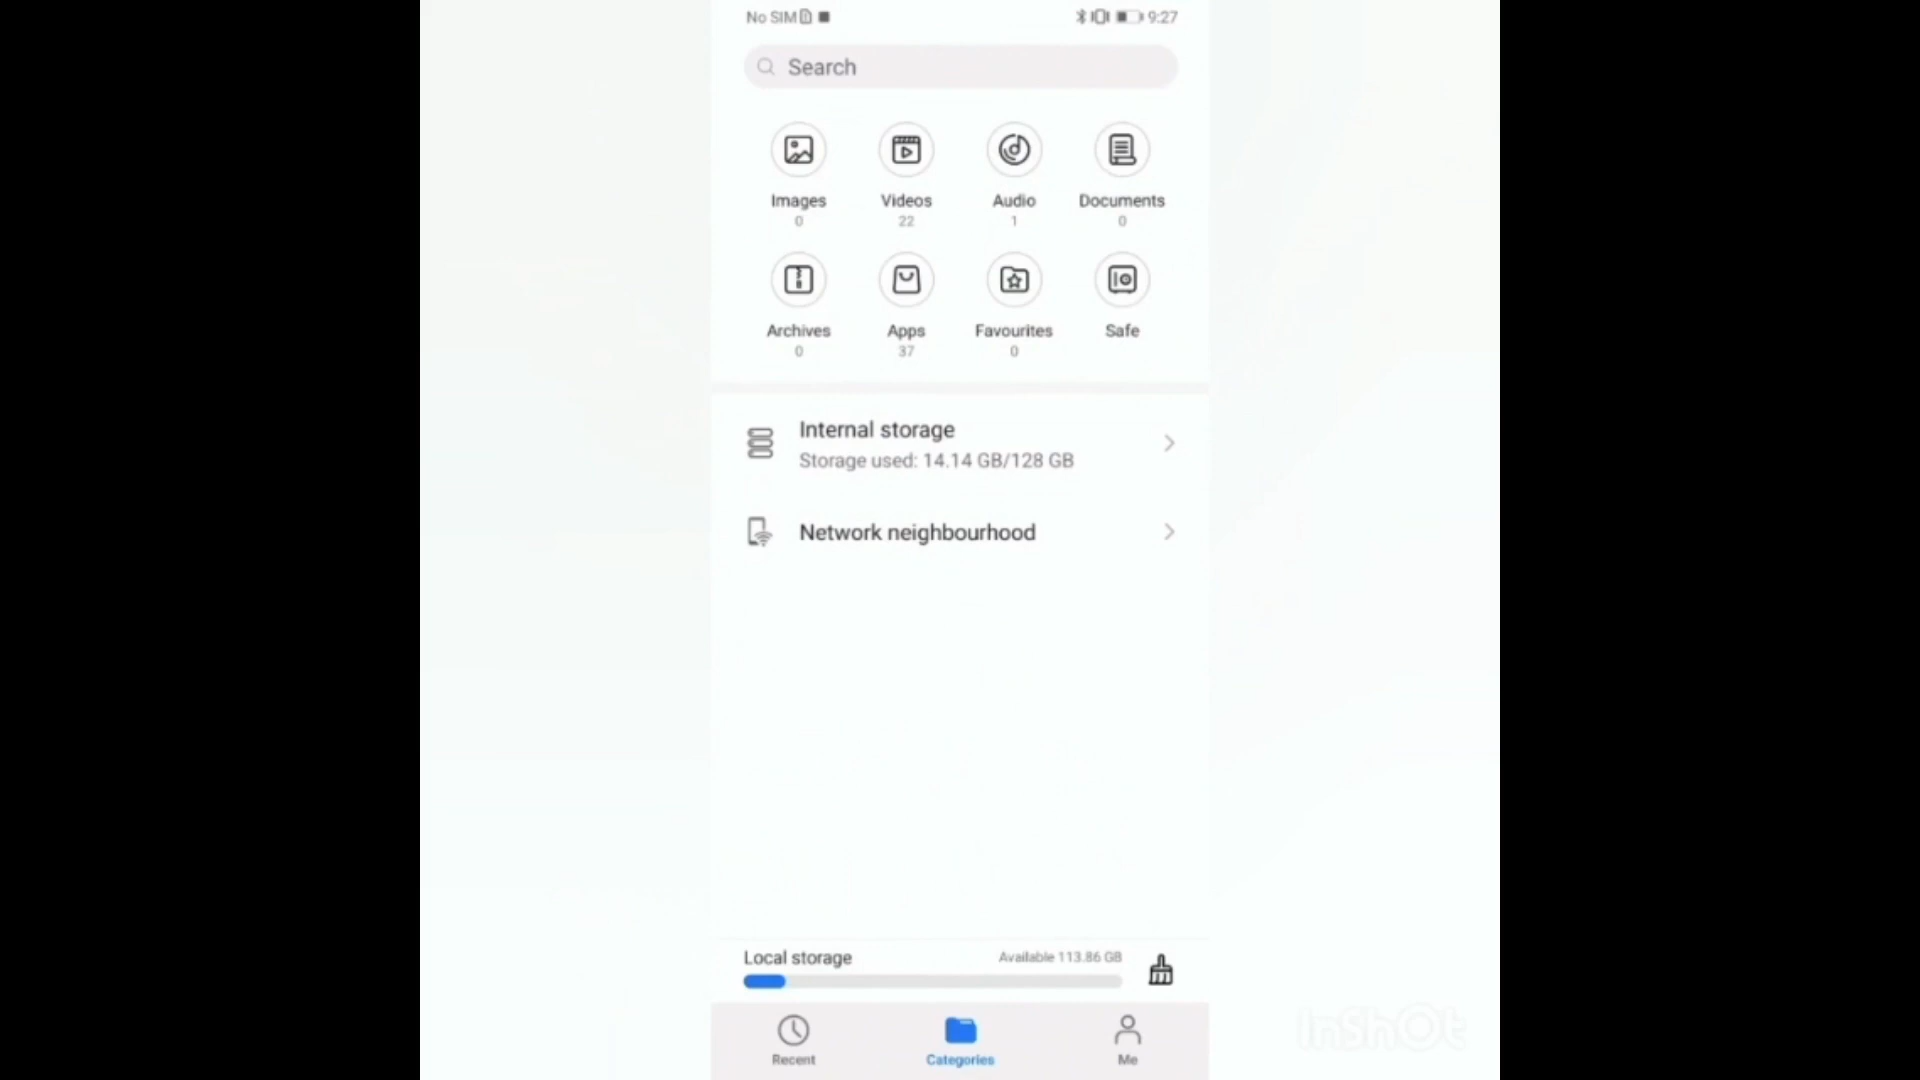 No SIM 9:27
Search
Images Videos Audio Documents
0 22 1 0
Archives Apps Favourites Safe
0 37 0
Internal storage
Storage used: 14.14 GB/128 GB
Network neighbourhood
Local storage Available 113.86 GB
Recent Categories Me
InShOt